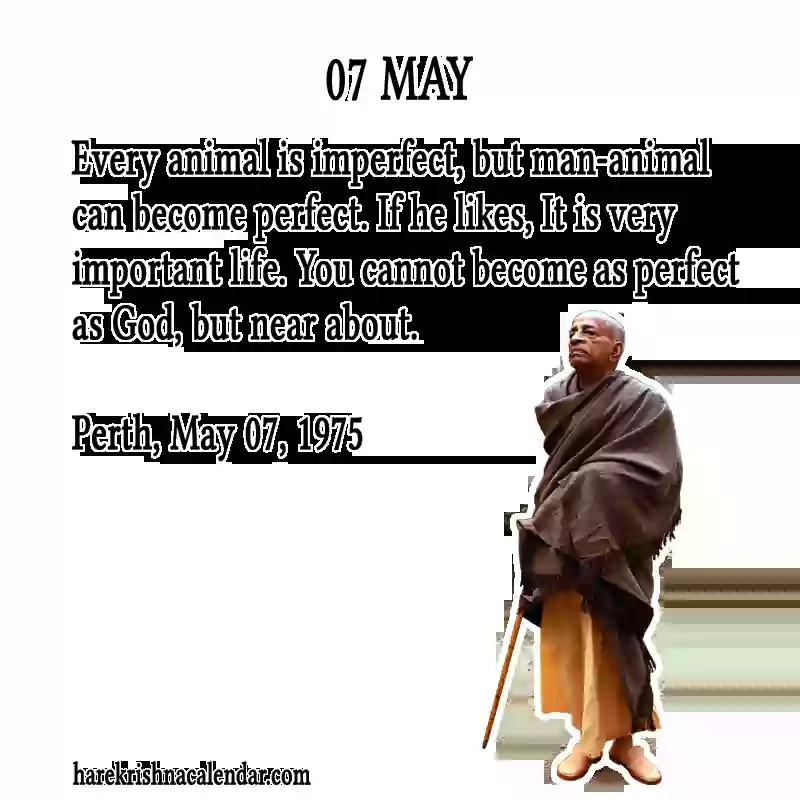 07 MAY
Every animal is imperfect, but man-animal
can become perfect. If he likes, It is very
important life. You cannot become as perfect
as God, but near about.
Perth, May 07, 1975
harekrishnacalendar.com